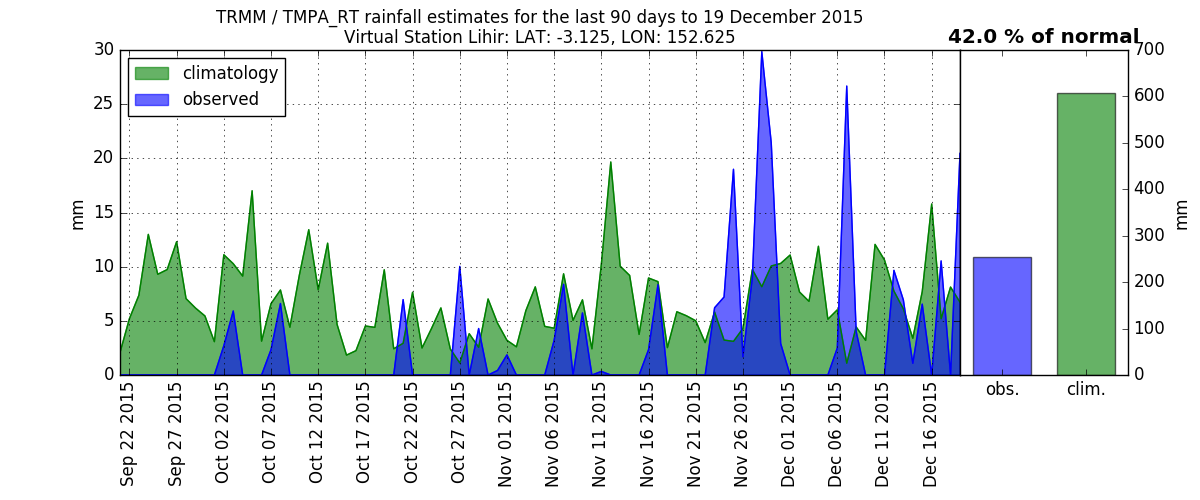 TRMM / TMPA_RT rainfall estimates for the last 90 days to 19 December 2015
Virtual Station Lihir: LAT: -3.125, LON: 152.625
42.0 % of normal
climatology
observed
30
25
20
15
10
5
0
mm
700
600
500
400
300
200
100
0
mm
Sep 22 2015
Sep 27 2015
Oct 02 2015
Oct 07 2015
Oct 12 2015
Oct 17 2015
Oct 22 2015
Oct 27 2015
Nov 01 2015
Nov 06 2015
Nov 11 2015
Nov 16 2015
Nov 21 2015
Nov 26 2015
Dec 01 2015
Dec 06 2015
Dec 11 2015
Dec 16 2015
obs.
clim.